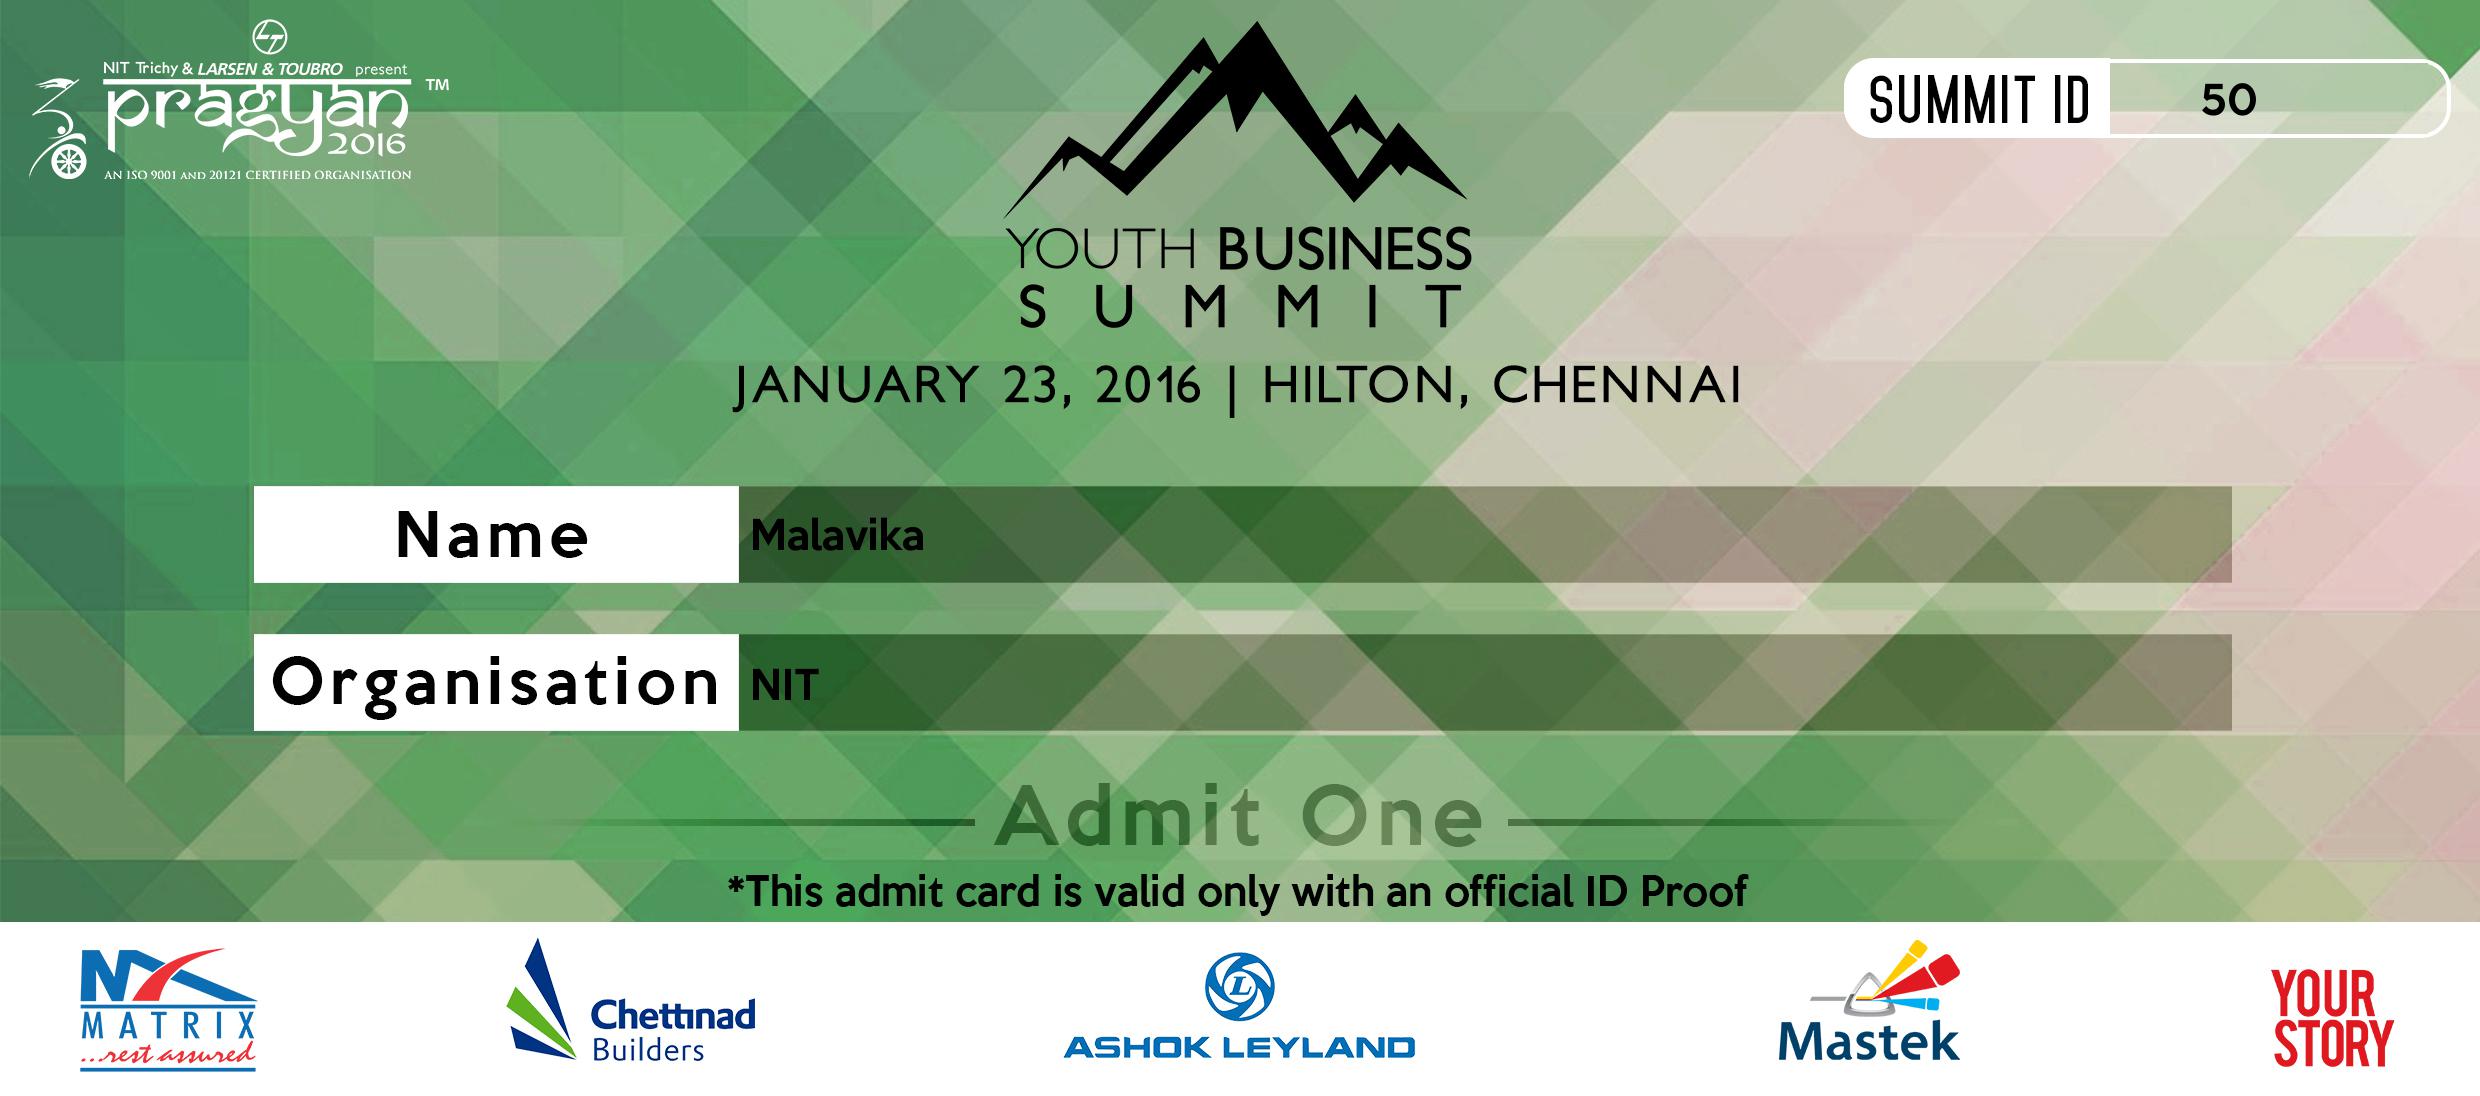 NIT Trichy & LARSEN & TOUBRO present
pragyan TM
2016
AN ISO 9001 AND 20121 CERTIFIED ORGANISATION
SUMMIT ID 50
YOUTH BUSINESS
SUMMIT
JANUARY 23, 2016 | HILTON, CHENNAI
Name Malavika
Organisation NIT
Admit One
*This admit card is valid only with an official ID Proof
MATRIX
...rest assured
Chettinad
Builders
L
ASHOK LEYLAND
Mastek
YOUR
STORY